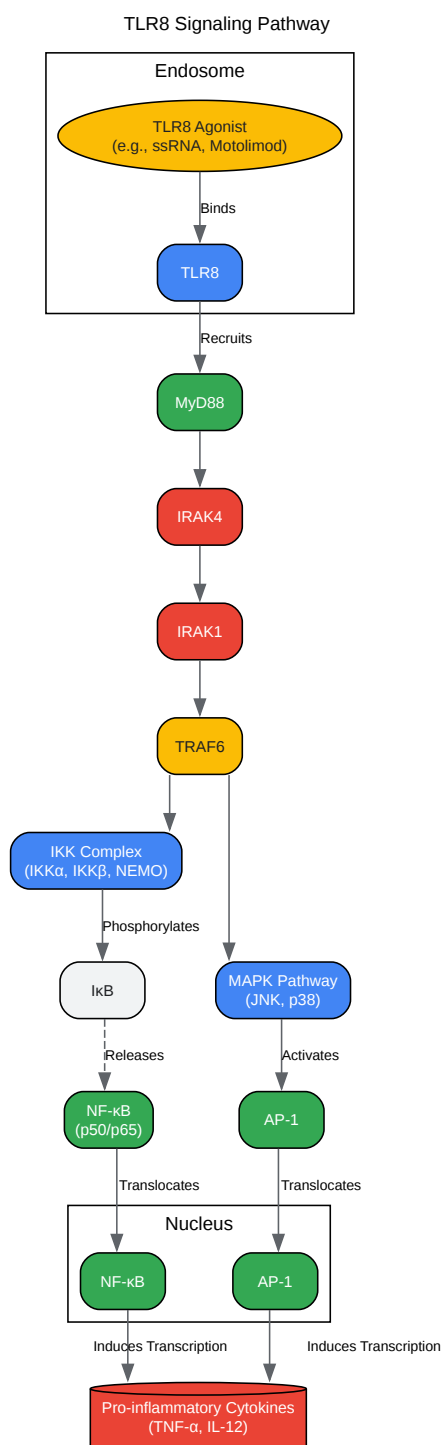 TLR8 Signaling Pathway
Endosome
TLR8 Agonist
(e.g., ssRNA, Motolimod)
Binds
TLR8
Recruits
MyD88
IRAK4
IRAK1
TRAF6
IKK Complex
(IKKα, IKKβ, NEMO)
Phosphorylates
IκB
MAPK Pathway
(JNK, p38)
Releases
Activates
NF-κB
(p50/p65)
AP-1
Translocates
Translocates
Nucleus
NF-κB
AP-1
Induces Transcription
Induces Transcription
Pro-inflammatory Cytokines
(TNF-α, IL-12)